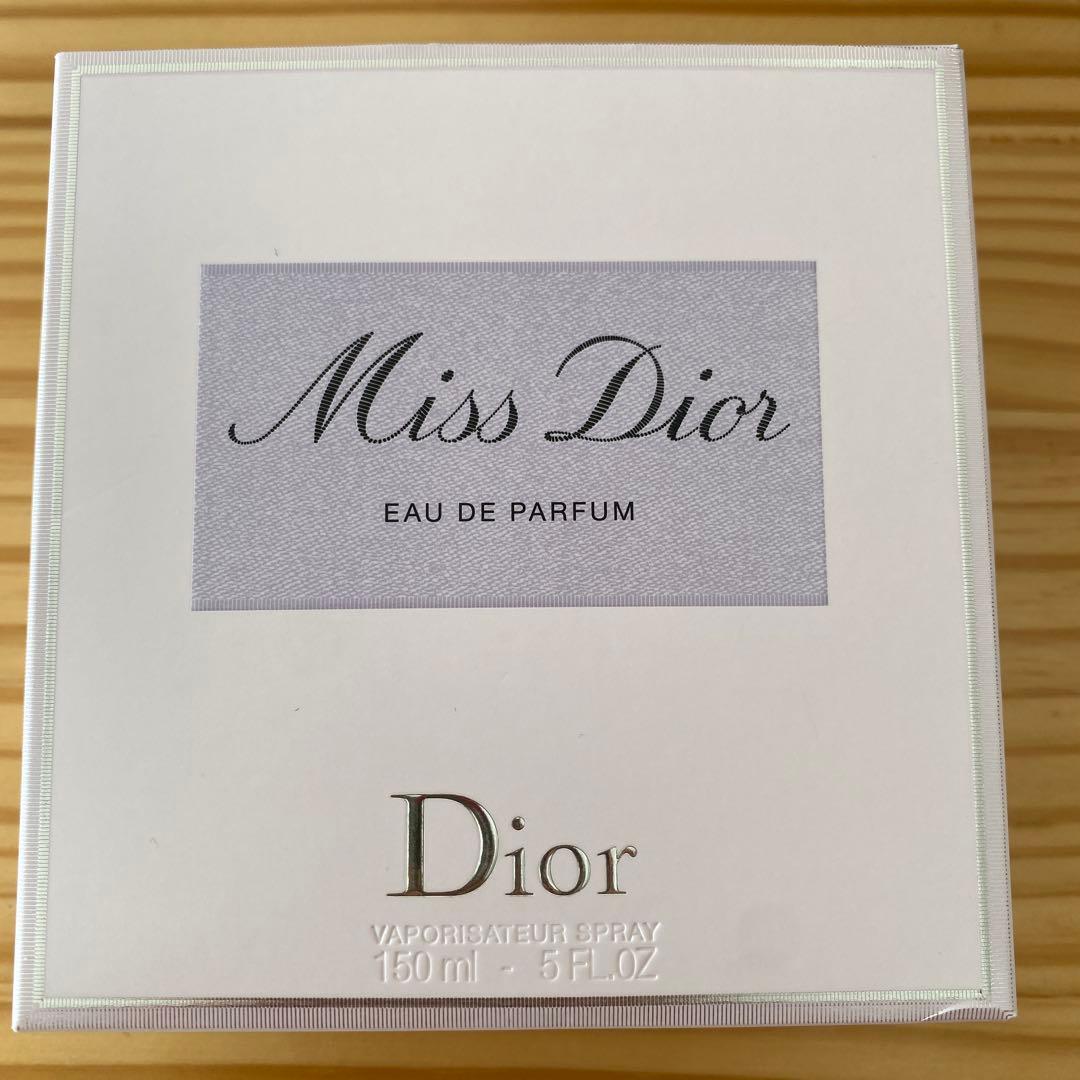 Miss Dior
EAU DE PARFUM
Dior
VAPORISATEUR SPRAY
150 ml - 5 FL.OZ